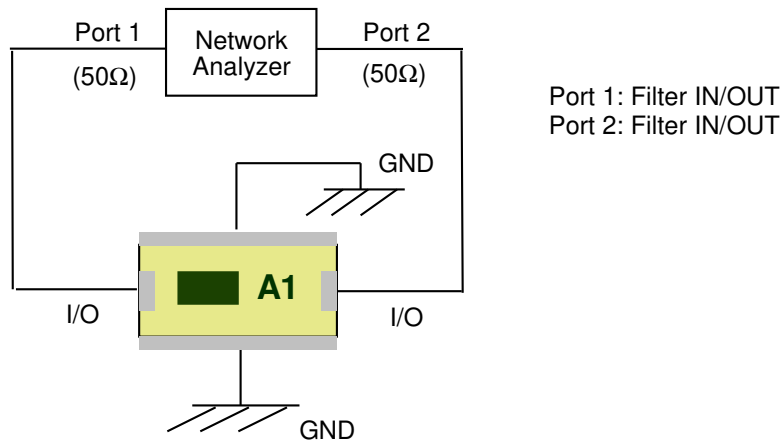 Port 1
Network
Analyzer
Port 2
(50Ω)
(50Ω)
Port 1: Filter IN/OUT
Port 2: Filter IN/OUT
GND
A1
I/O
I/O
GND